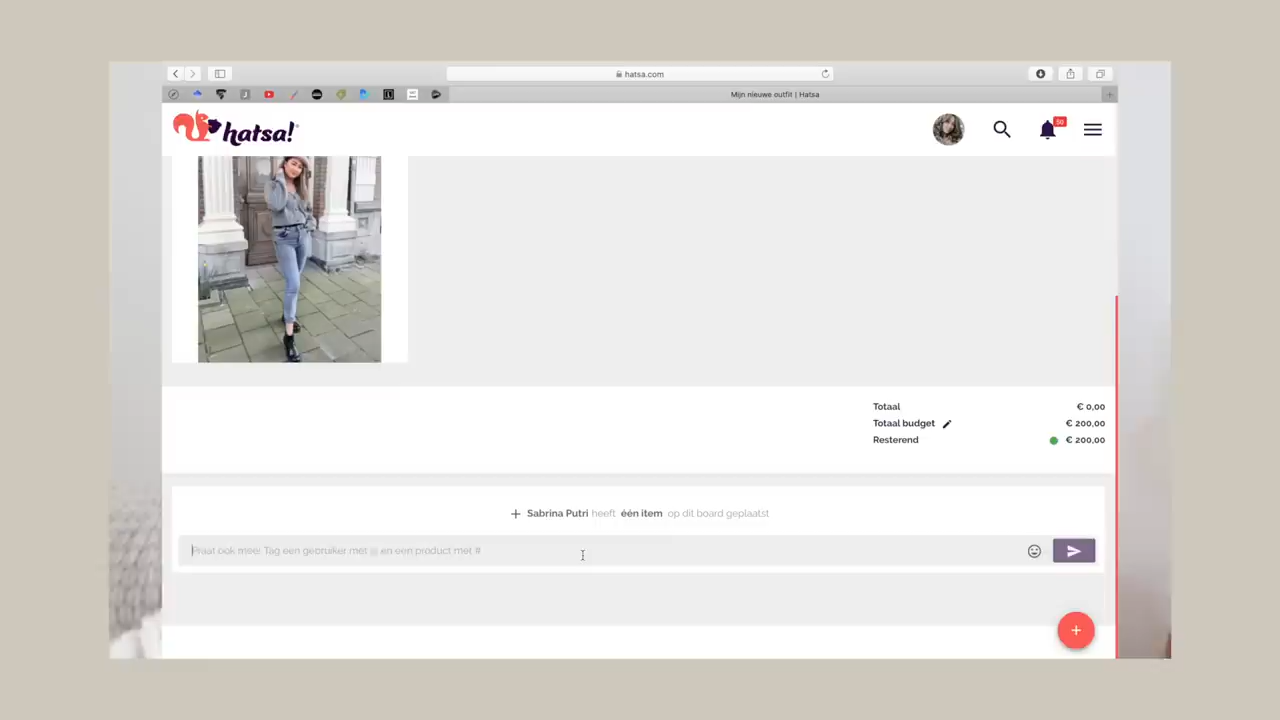 hatsa.com
Mijn nieuwe outfit | Hatsa
hatsa!
50
Totaal € 0,00
Totaal budget € 200,00
Resterend € 200,00
+ Sabrina Putri heeft één item op dit board geplaatst
Praat ook mee! Tag een gebruiker met @ en een product met #
+